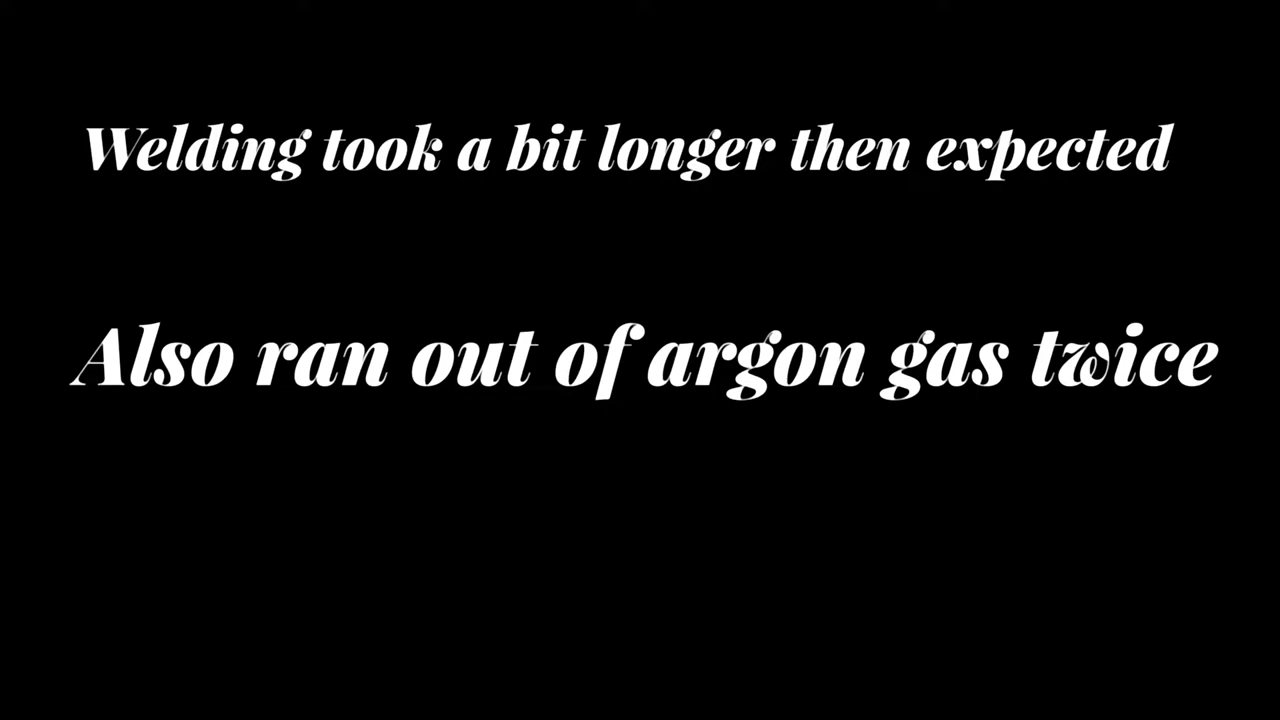 Welding took a bit longer then expected
Also ran out of argon gas twice